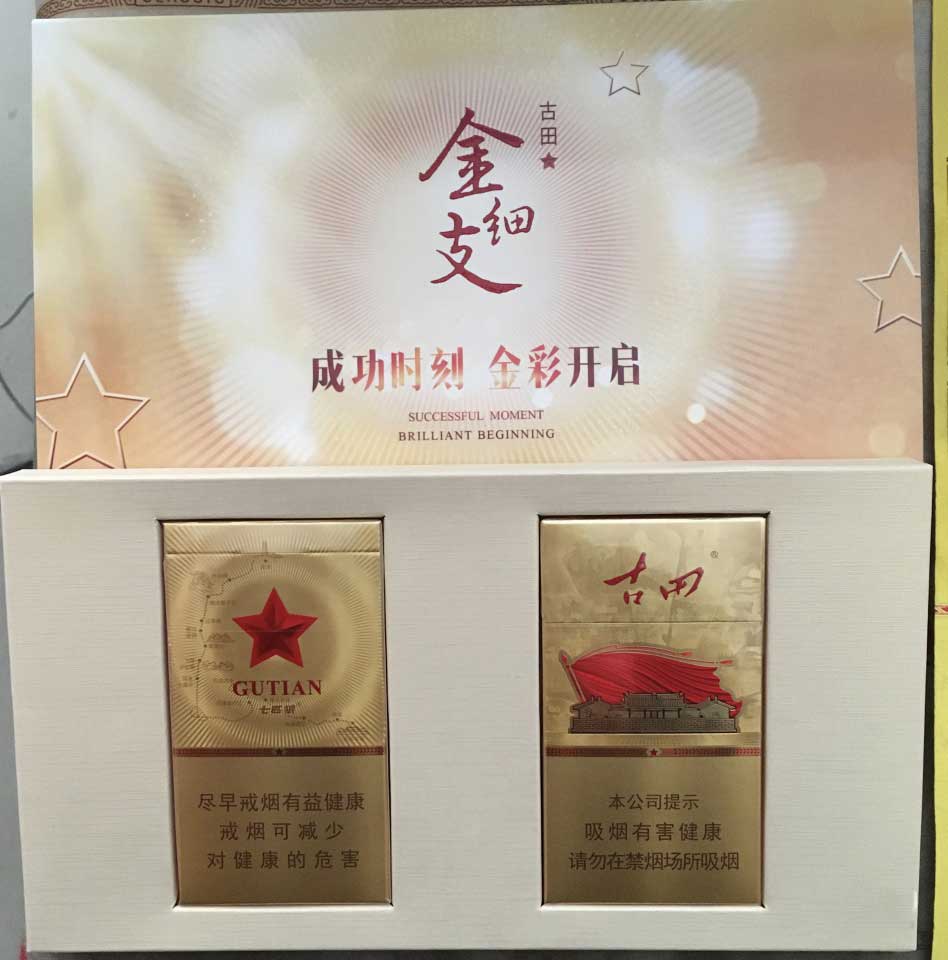 古田
金细支
成功时刻 金彩开启
SUCCESSFUL MOMENT
BRILLIANT BEGINNING
GUTIAN
七匹狼
尽早戒烟有益健康
戒烟可减少
对健康的危害
古田®
本公司提示
吸烟有害健康
请勿在禁烟场所吸烟